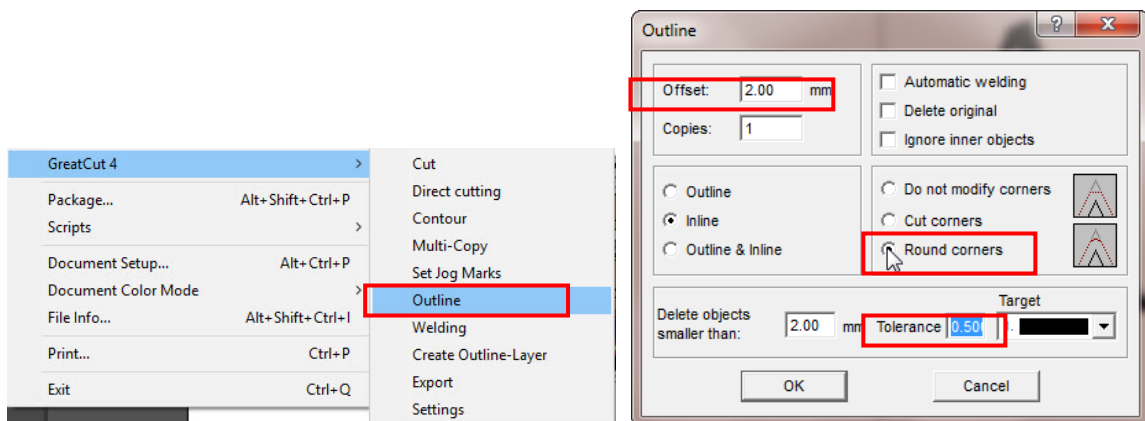 GreatCut 4 >
Package... Alt+Shift+Ctrl+P
Scripts >
Document Setup... Alt+Ctrl+P
Document Color Mode >
File Info... Alt+Shift+Ctrl+I
Print... Ctrl+P
Exit Ctrl+Q
Cut
Direct cutting
Contour
Multi-Copy
Set Jog Marks
Outline
Welding
Create Outline-Layer
Export
Settings
Outline
Offset: 2.00 mm
Copies: 1
Automatic welding
Delete original
Ignore inner objects
Outline
Inline
Outline & Inline
Do not modify corners
Cut corners
Round corners
Delete objects
smaller than: 2.00 mm
Tolerance 0.50
Target
OK
Cancel